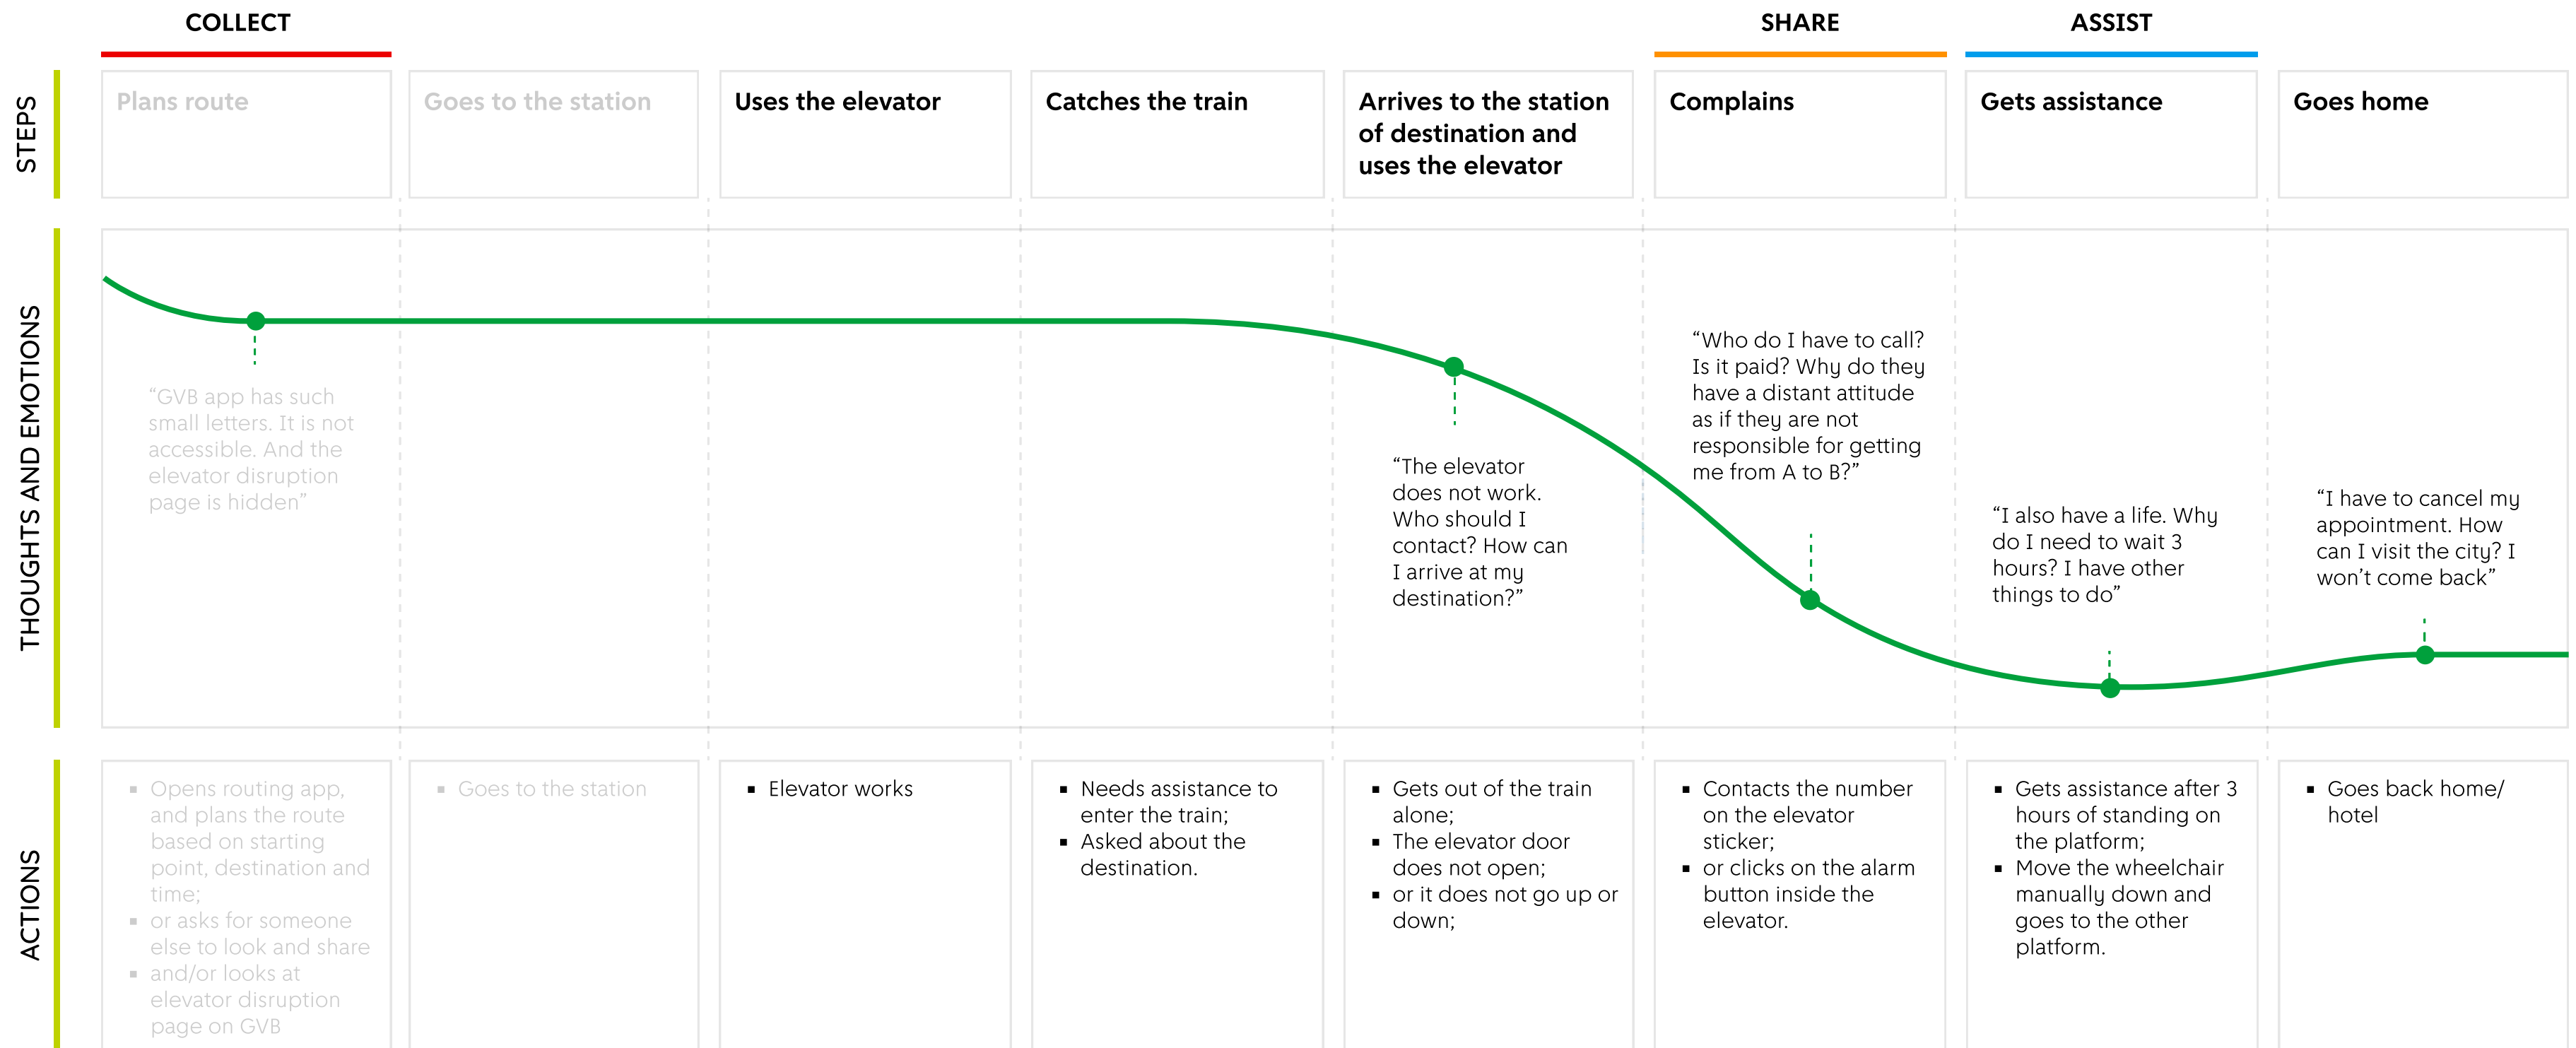 COLLECT
SHARE
ASSIST
STEPS
Plans route
Goes to the station
Uses the elevator
Catches the train
Arrives to the station
of destination and
uses the elevator
Complains
Gets assistance
Goes home
THOUGHTS AND EMOTIONS
“GVB app has such
small letters. It is not
accessible. And the
elevator disruption
page is hidden”
“The elevator
does not work.
Who should I
contact? How can
I arrive at my
destination?”
“Who do I have to call?
Is it paid? Why do they
have a distant attitude
as if they are not
responsible for getting
me from A to B?”
“I also have a life. Why
do I need to wait 3
hours? I have other
things to do”
“I have to cancel my
appointment. How
can I visit the city? I
won’t come back”
ACTIONS
▪ Opens routing app,
and plans the route
based on starting
point, destination and
time;
▪ or asks for someone
else to look and share
▪ and/or looks at
elevator disruption
page on GVB
▪ Goes to the station
▪ Elevator works
▪ Needs assistance to
enter the train;
▪ Asked about the
destination.
▪ Gets out of the train
alone;
▪ The elevator door
does not open;
▪ or it does not go up or
down;
▪ Contacts the number
on the elevator
sticker;
▪ or clicks on the alarm
button inside the
elevator.
▪ Gets assistance after 3
hours of standing on
the platform;
▪ Move the wheelchair
manually down and
goes to the other
platform.
▪ Goes back home/
hotel